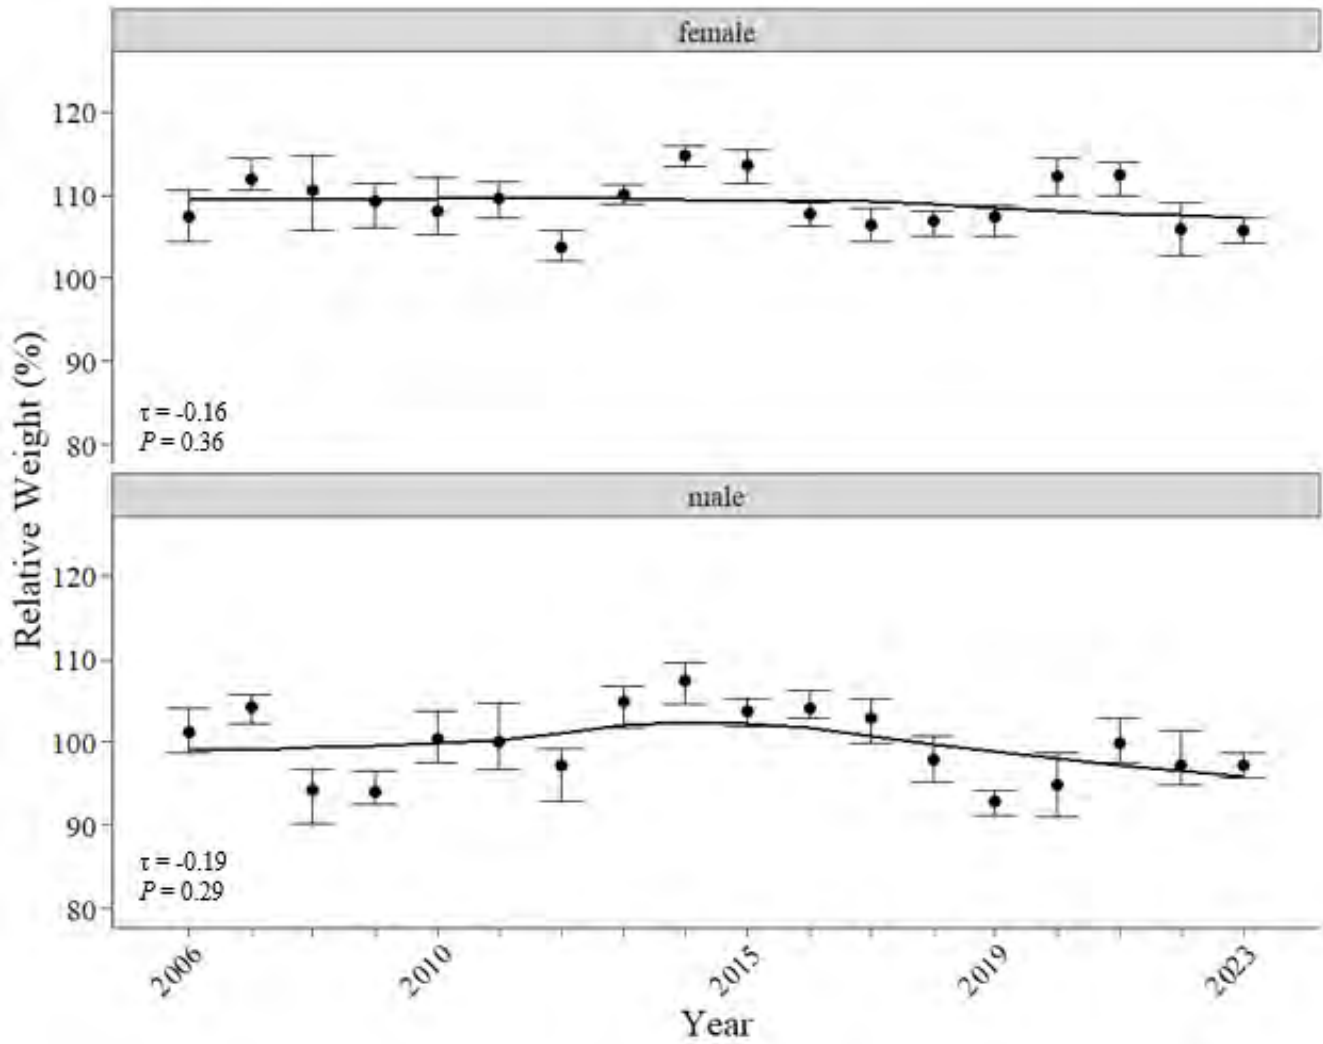 female
120
110
100
90
80
τ = -0.16
P = 0.36
male
120
110
100
90
80
τ = -0.19
P = 0.29
Relative Weight (%)
2006
2010
2015
2019
2023
Year